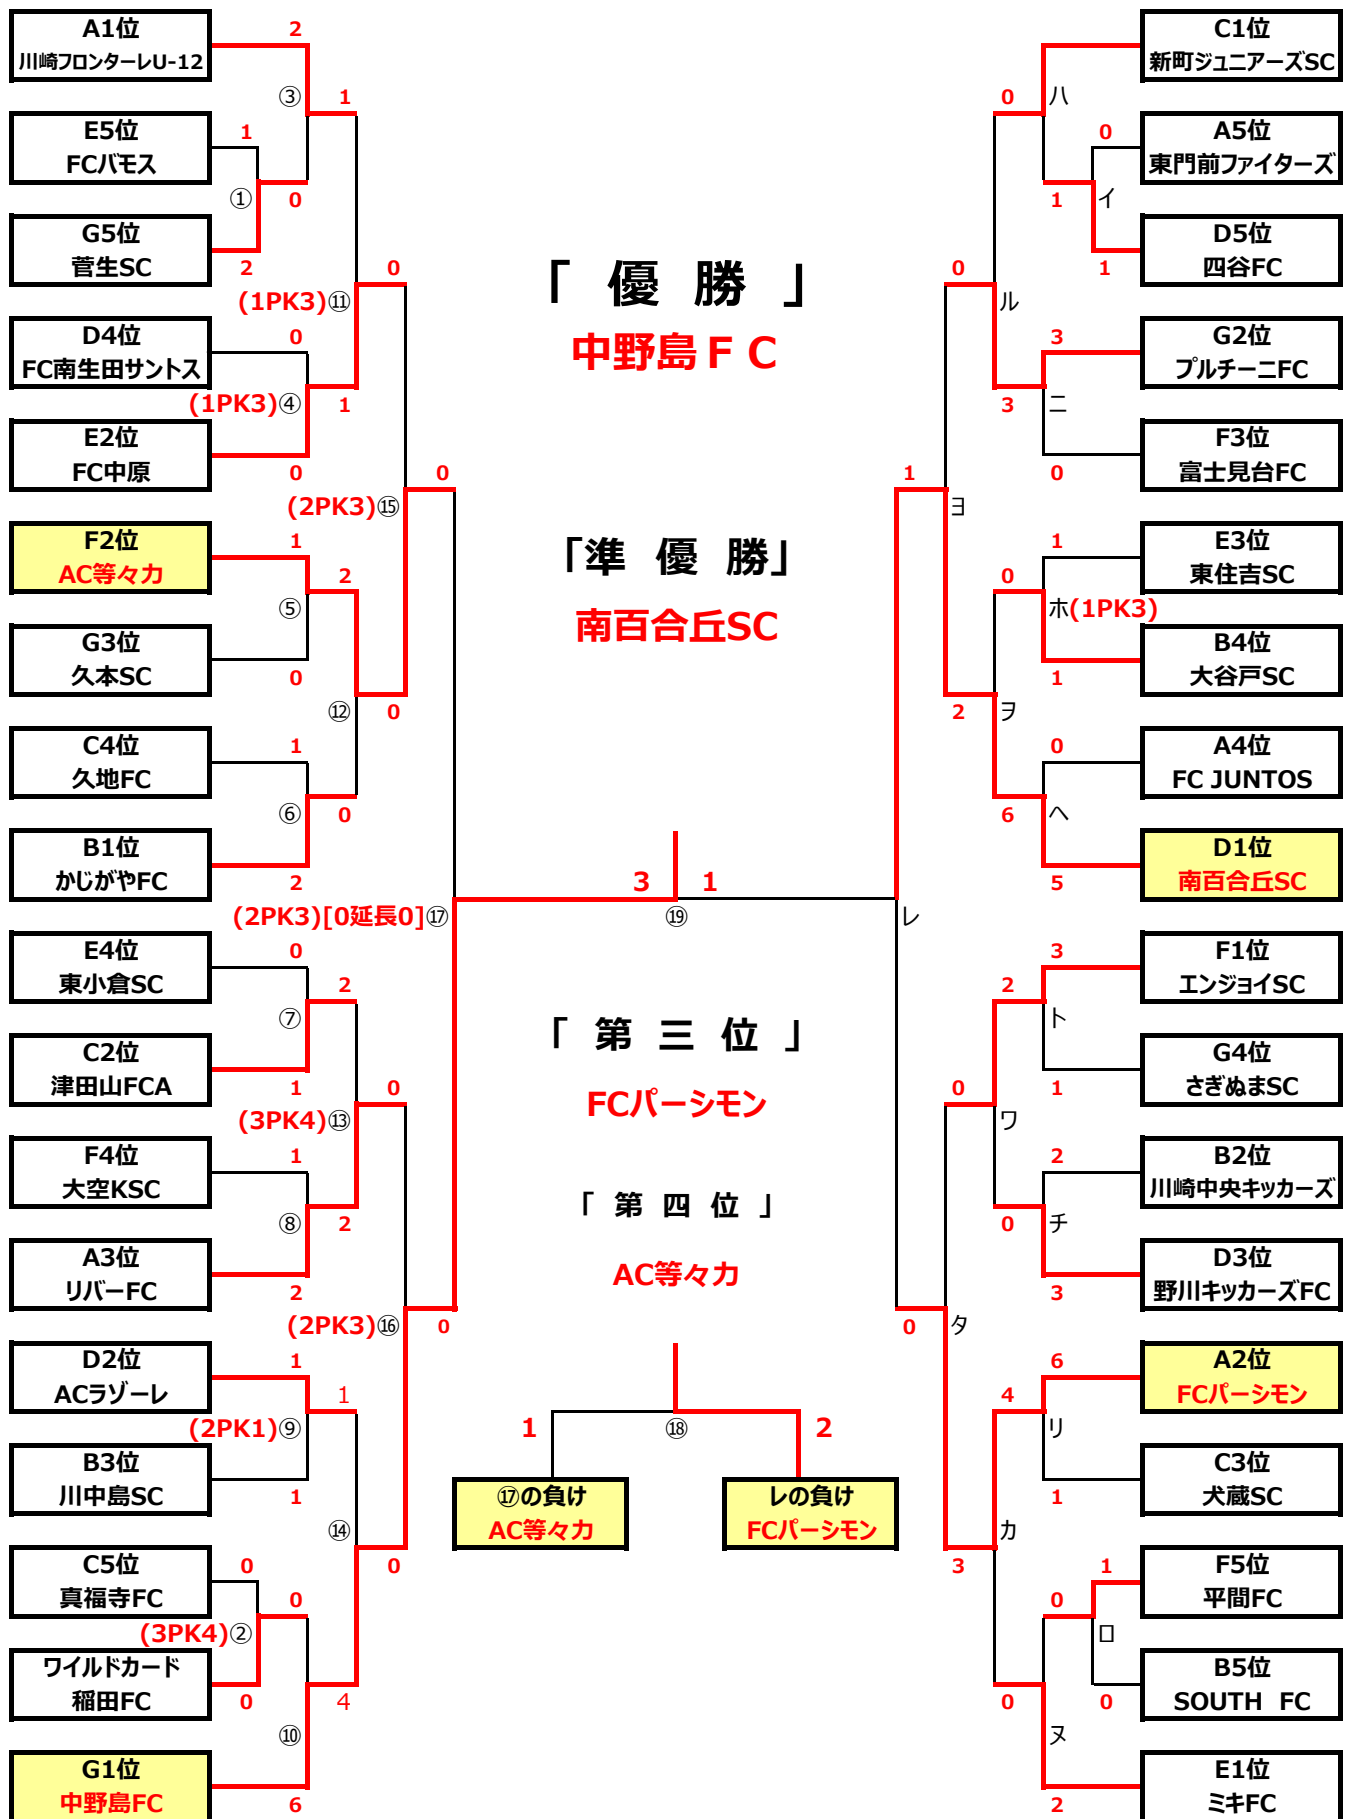 A1位
川崎フロンターレU-12
2
③
1
E5位
FCバモス
1
①
0
G5位
菅生SC
2
(1PK3)⑪
0
D4位
FC南生田サントス
0
(1PK3)④
1
E2位
FC中原
0
(2PK3)⑮
0
F2位
AC等々力
1
⑤
2
G3位
久本SC
0
⑫
0
C4位
久地FC
1
⑥
0
B1位
かじがやFC
2
(2PK3)[0延長0]⑰
E4位
東小倉SC
0
⑦
2
C2位
津田山FCA
1
(3PK4)⑬
0
F4位
大空KSC
1
⑧
2
A3位
リバーFC
2
(2PK3)⑯
0
D2位
ACラゾーレ
1
(2PK1)⑨
1
B3位
川中島SC
1
⑭
0
C5位
真福寺FC
0
(3PK4)②
0
ワイルドカード
稲田FC
0
⑩
4
G1位
中野島FC
6
「 優 勝 」
中野島ＦＣ
「準 優 勝」
南百合丘SC
3
1
⑲
「 第 三 位 」
FCパーシモン
「 第 四 位 」
AC等々力
1
⑱
2
⑰の負け
AC等々力
レの負け
FCパーシモン
C1位
新町ジュニアーズSC
0
ハ
A5位
東門前ファイターズ
0
1
イ
D5位
四谷FC
1
0
ル
G2位
プルチーニFC
3
3
ニ
F3位
富士見台FC
0
1
ヨ
E3位
東住吉SC
1
0
ホ(1PK3)
B4位
大谷戸SC
1
2
ヲ
A4位
FC JUNTOS
0
6
ヘ
D1位
南百合丘SC
5
レ
F1位
エンジョイSC
3
2
ト
G4位
さぎぬまSC
1
0
ワ
B2位
川崎中央キッカーズ
2
0
チ
D3位
野川キッカーズFC
3
0
タ
A2位
FCパーシモン
6
4
リ
C3位
犬蔵SC
1
3
カ
F5位
平間FC
1
0
ロ
B5位
SOUTH FC
0
0
ヌ
E1位
ミキFC
2